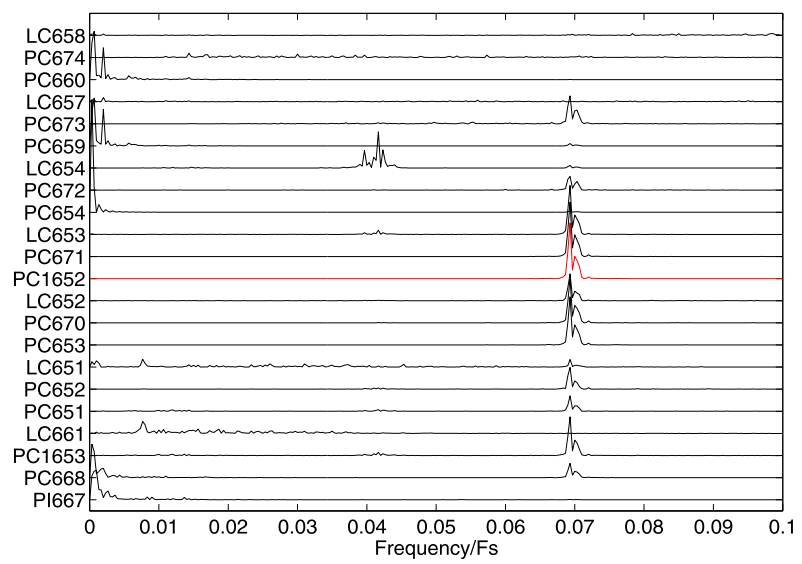 LC658
PC674
PC660
LC657
PC673
PC659
LC654
PC672
PC654
LC653
PC671
PC1652
LC652
PC670
PC653
LC651
PC652
PC651
LC661
PC1653
PC668
PI667
0 0.01 0.02 0.03 0.04 0.05 0.06 0.07 0.08 0.09 0.1
Frequency/Fs